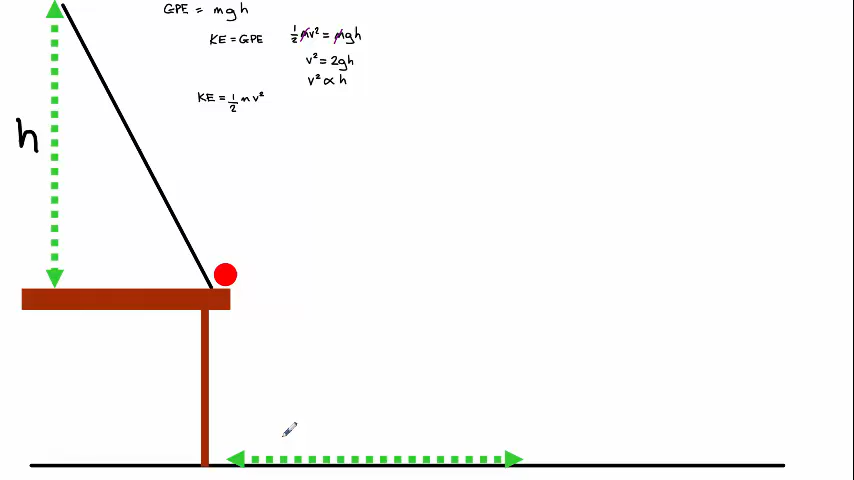 GPE = mgh
KE = GPE ½mv² = mgh
v² = 2gh
v² ∝ h
KE = ½mv²
h